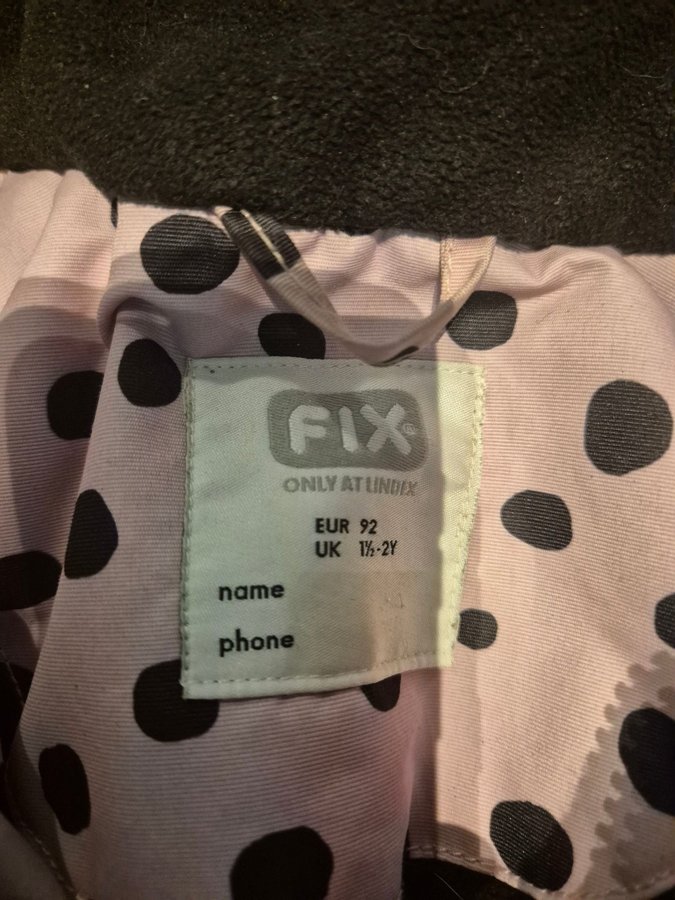 FIX®
ONLY AT LINDEX
EUR 92
UK 1½-2Y
name
phone